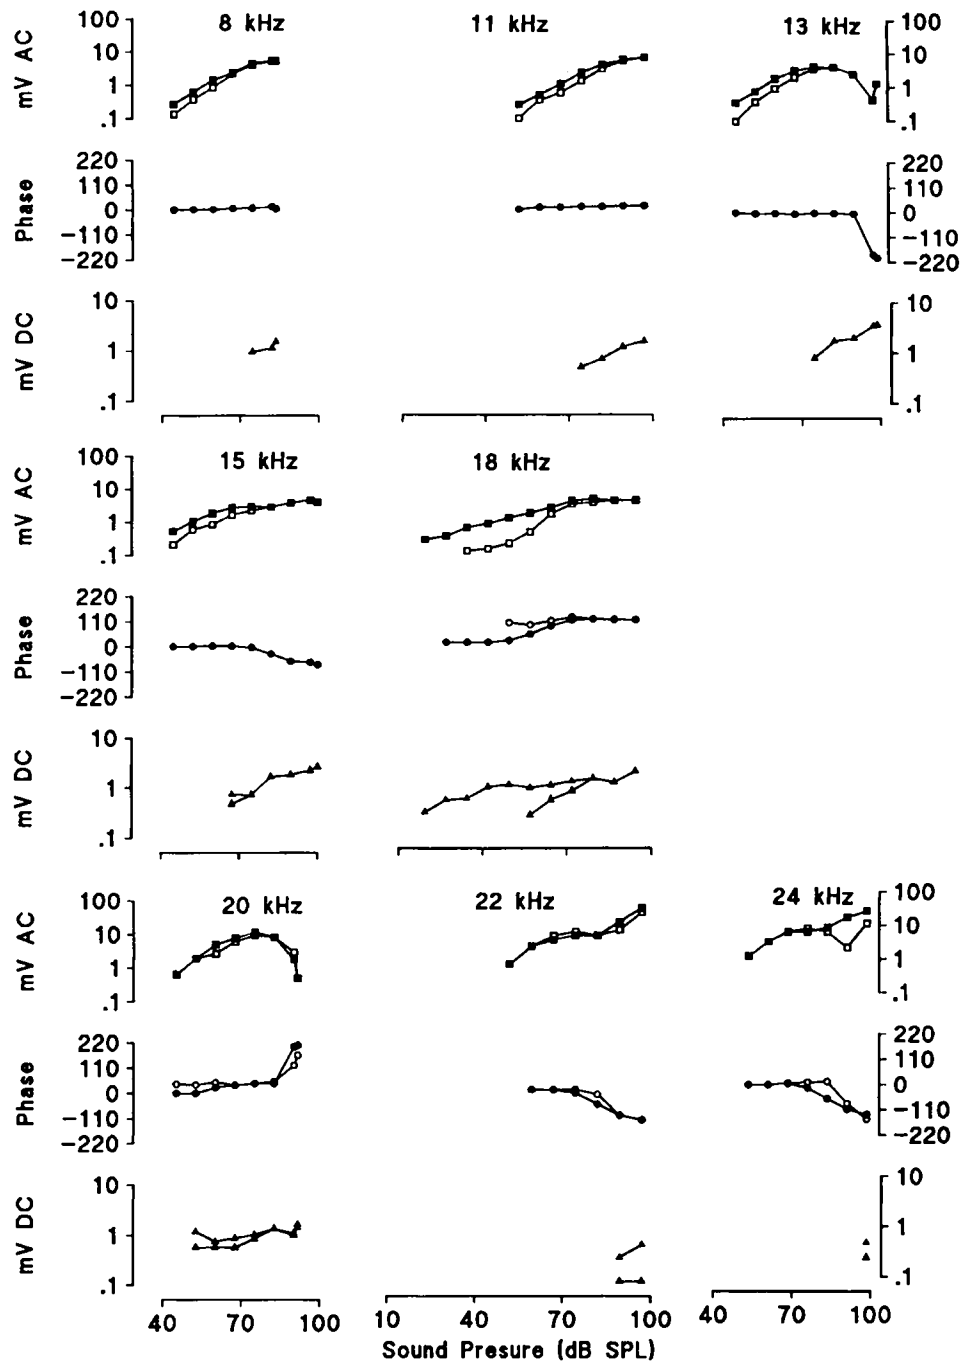 8 kHz 11 kHz 13 kHz
mV AC 100 10 1 .1 100 10 1 .1
Phase 220 110 0 −110 −220 220 110 0 −110 −220
mV DC 10 1 .1 10 1 .1
15 kHz 18 kHz
mV AC 100 10 1 .1
Phase 220 110 0 −110 −220
mV DC 10 1 .1
20 kHz 22 kHz 24 kHz
mV AC 100 10 1 .1 100 10 1 .1
Phase 220 110 0 −110 −220 220 110 0 −110 −220
mV DC 10 1 .1 10 1 .1
40 70 100 10 40 70 100 40 70 100
Sound Presure (dB SPL)